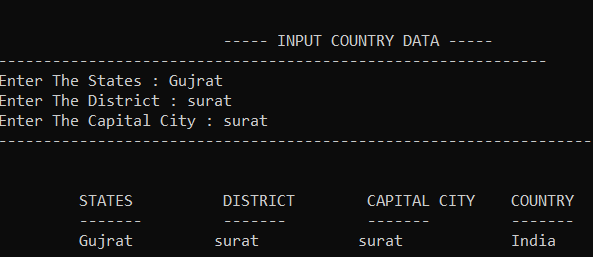 ----- INPUT COUNTRY DATA -----
-------------------------------------------------------------
Enter The States : Gujrat
Enter The District : surat
Enter The Capital City : surat
------------------------------------------------------------------
STATES DISTRICT CAPITAL CITY COUNTRY
------- ------- ------- -------
Gujrat surat surat India